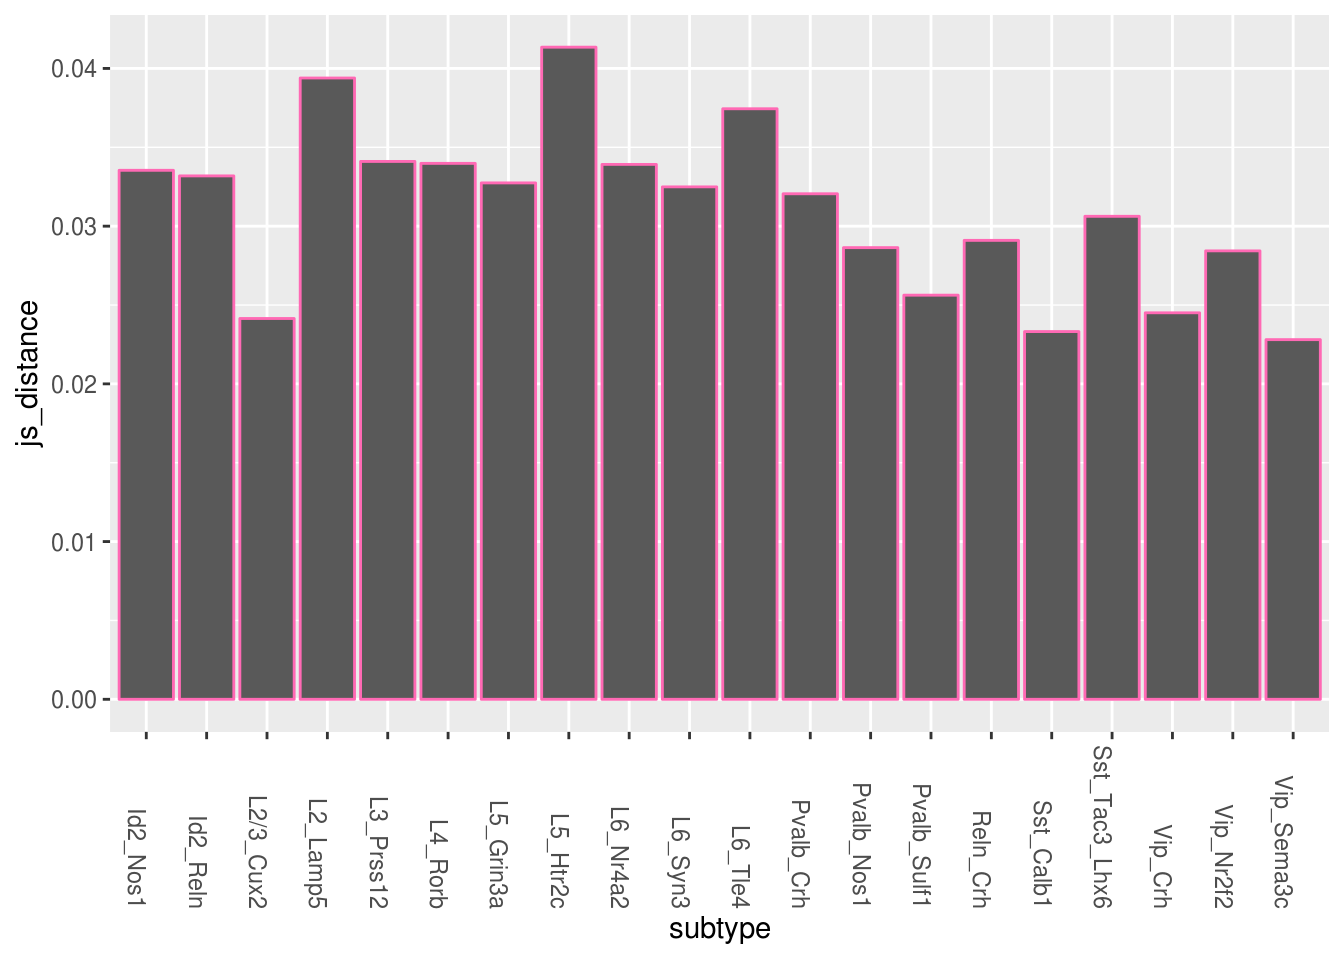 js_distance
0.04
0.03
0.02
0.01
0.00
Id2_Nos1
Id2_Reln
L2/3_Cux2
L2_Lamp5
L3_Prss12
L4_Rorb
L5_Grin3a
L5_Htr2c
L6_Nr4a2
L6_Syn3
L6_Tle4
Pvalb_Crh
Pvalb_Nos1
Pvalb_Sulf1
Reln_Crh
Sst_Calb1
Sst_Tac3_Lhx6
Vip_Crh
Vip_Nr2f2
Vip_Sema3c
subtype